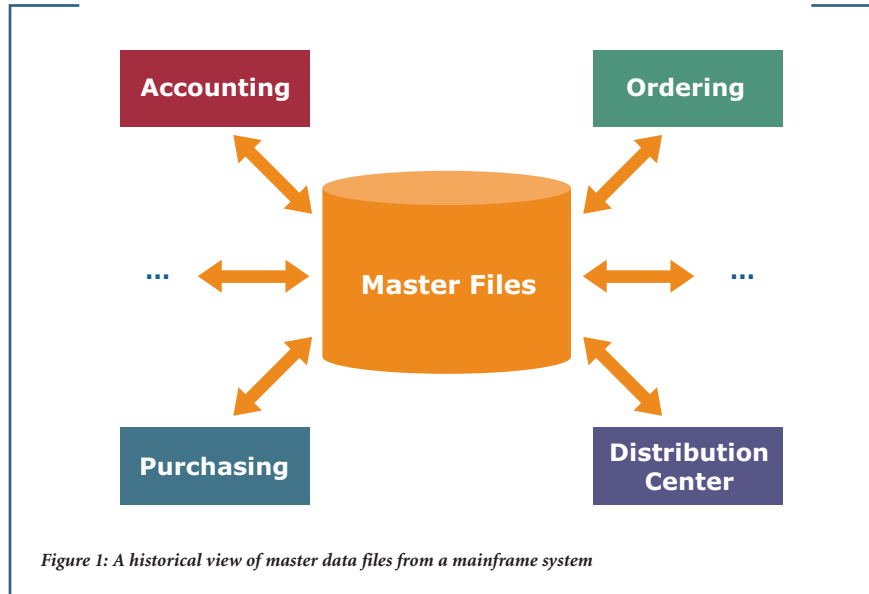 Accounting
Ordering
...
Master Files
...
Purchasing
Distribution
Center
Figure 1: A historical view of master data files from a mainframe system